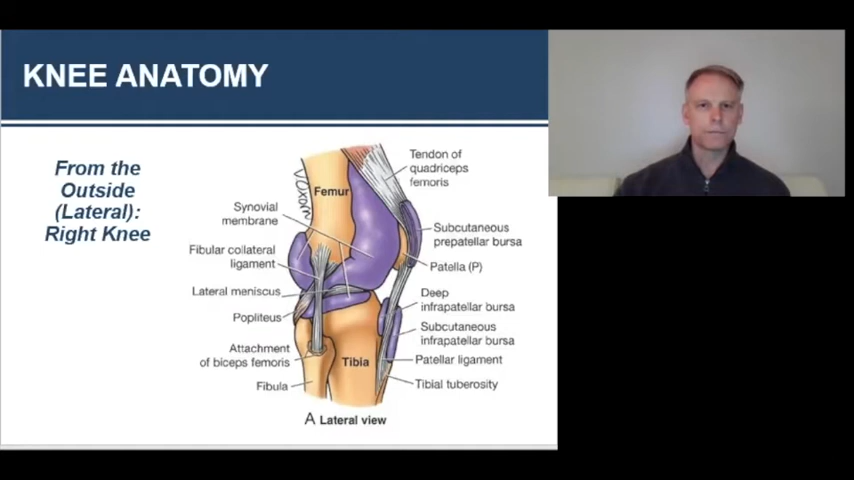 KNEE ANATOMY
From the
Outside
(Lateral):
Right Knee
Tendon of
quadriceps
femoris
Femur
Synovial
membrane
Subcutaneous
prepatellar bursa
Fibular collateral
ligament
Patella (P)
Lateral meniscus
Deep
infrapatellar bursa
Popliteus
Subcutaneous
infrapatellar bursa
Attachment
of biceps femoris
Tibia
Patellar ligament
Fibula
Tibial tuberosity
A Lateral view